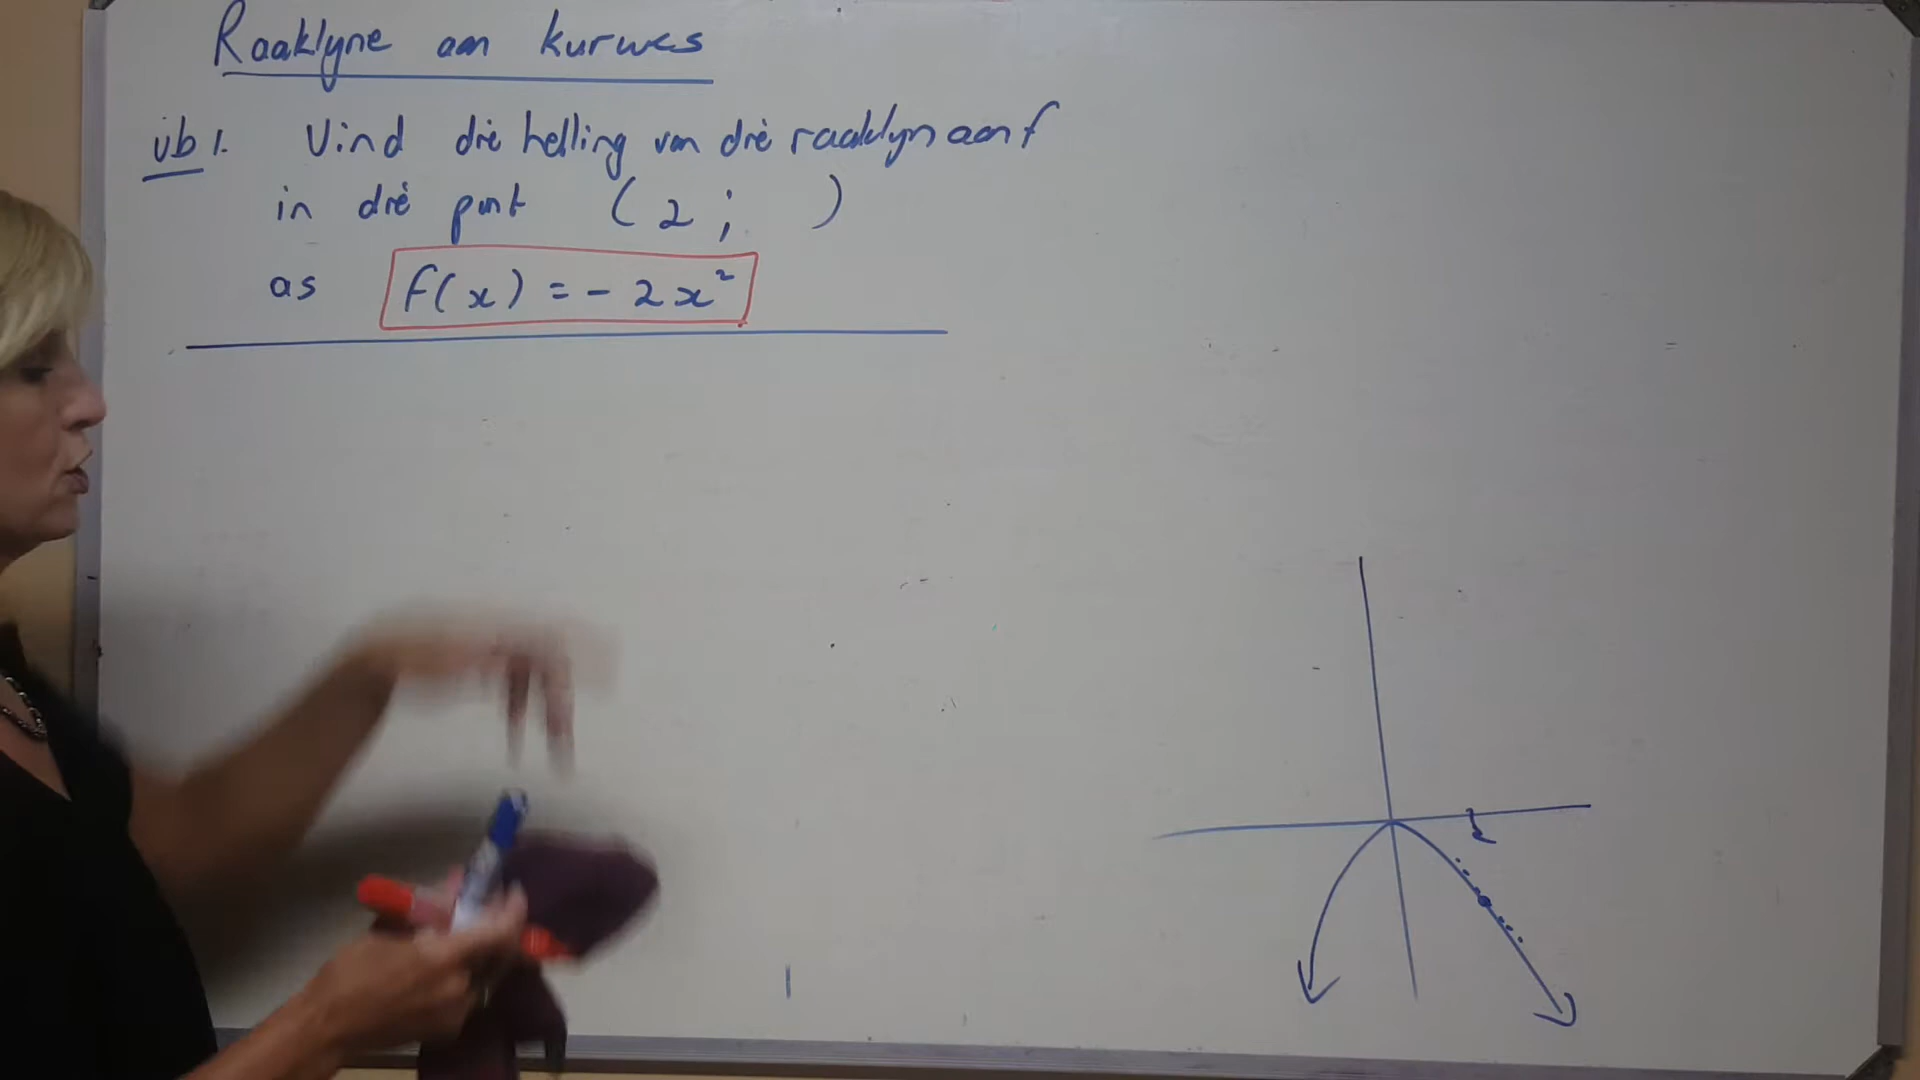 Raaklyne aan kurwes
vb 1. Vind die helling van die raaklyn aan f
in die punt (2; )
as f(x) = - 2x²
2